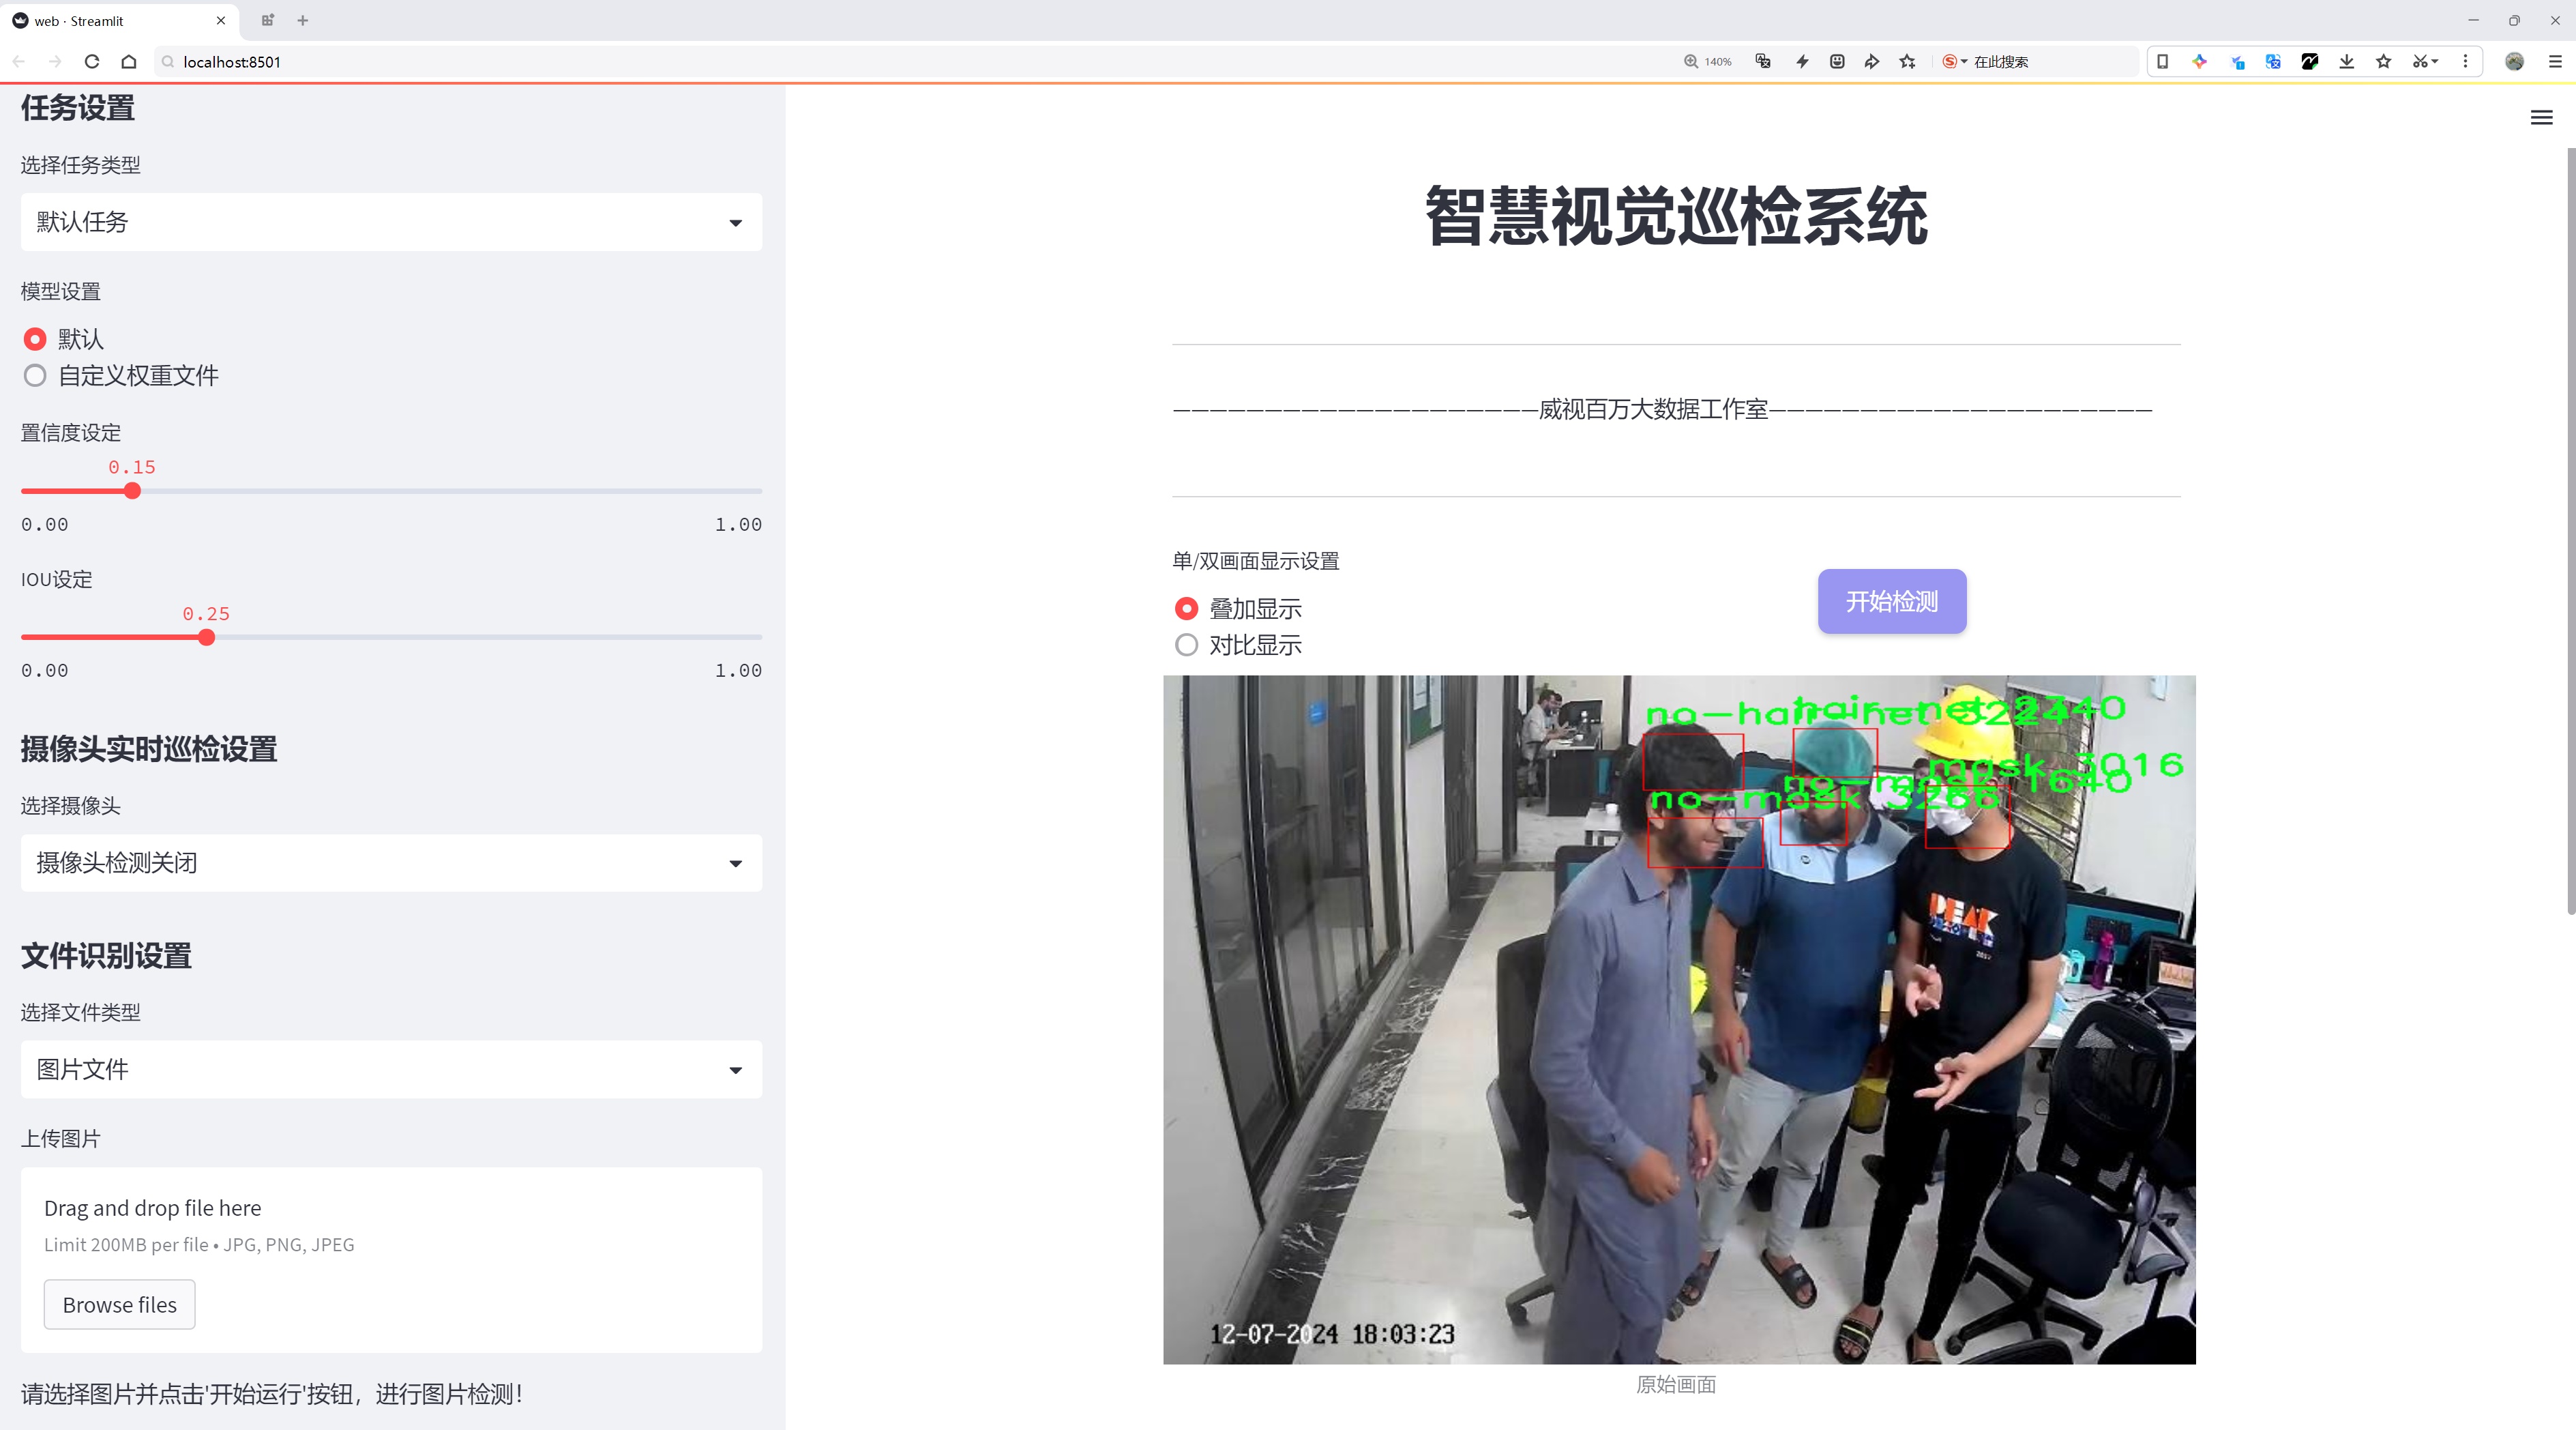 web · Streamlit
localhost:8501
140%
在此搜索
任务设置
选择任务类型
默认任务
模型设置
默认
自定义权重文件
置信度设定
0.15
0.00
1.00
IOU设定
0.25
0.00
1.00
摄像头实时巡检设置
选择摄像头
摄像头检测关闭
文件识别设置
选择文件类型
图片文件
上传图片
Drag and drop file here
Limit 200MB per file • JPG, PNG, JPEG
Browse files
请选择图片并点击'开始运行'按钮，进行图片检测！
智慧视觉巡检系统
————————————————————威视百万大数据工作室—————————————————————
单/双画面显示设置
叠加显示
对比显示
开始检测
mask 3016
no-mask 3266
PEAK
12-07-2024 18:03:23
原始画面